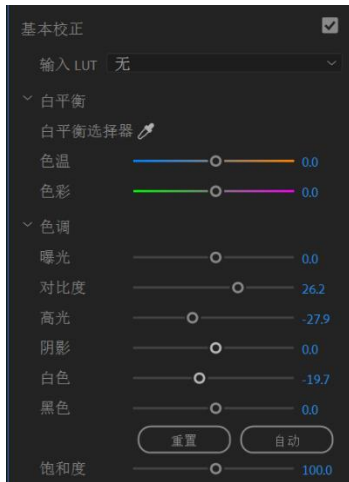 基本校正
输入 LUT 无
白平衡
白平衡选择器
色温 0.0
色彩 0.0
色调
曝光 0.0
对比度 26.2
高光 -27.9
阴影 0.0
白色 -19.7
黑色 0.0
重置 自动
饱和度 100.0